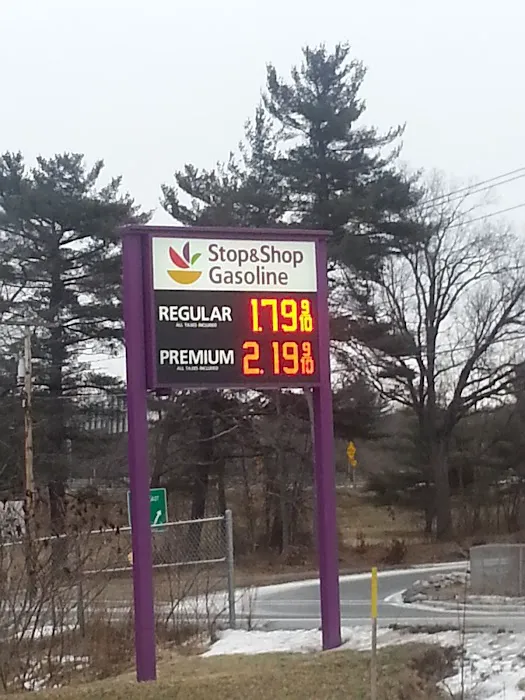 Stop&Shop
Gasoline
REGULAR 1.79 9/10
ALL TAXES INCLUDED
PREMIUM 2.19 9/10
ALL TAXES INCLUDED
EAST